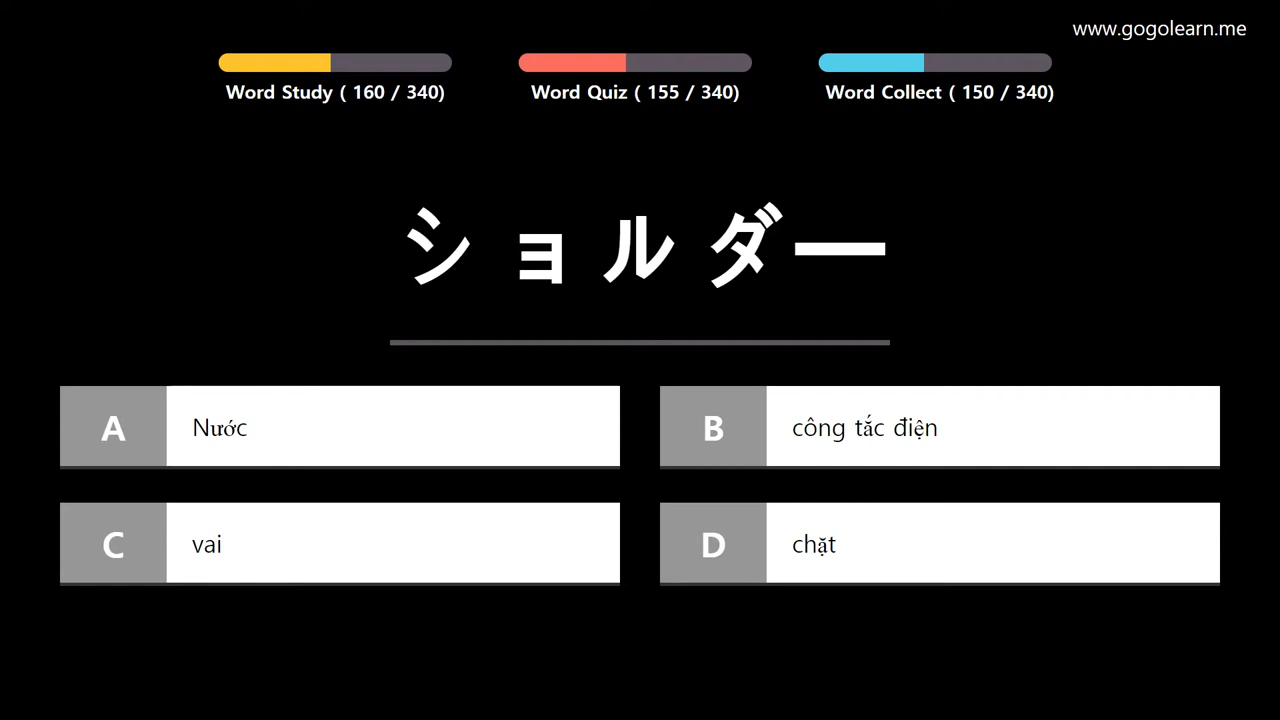 www.gogolearn.me
Word Study ( 160 / 340)
Word Quiz ( 155 / 340)
Word Collect ( 150 / 340)
ショルダー
A Nước
B công tắc điện
C vai
D chặt